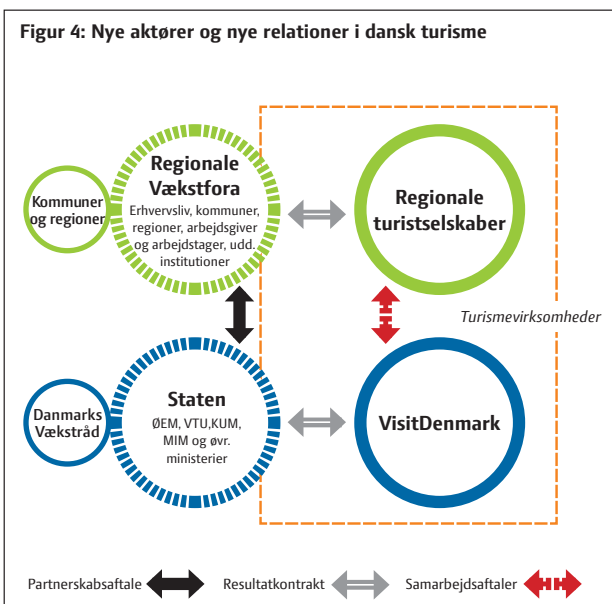 Figur 4: Nye aktører og nye relationer i dansk turisme
Kommuner
og regioner
Regionale
Vækstfora
Erhvervsliv, kommuner,
regioner, arbejdsgiver
og arbejdstager, udd.
institutioner
Regionale
turistselskaber
Turismevirksomheder
Danmarks
Vækstråd
Staten
ØEM, VTU,KUM,
MIM og øvr.
ministerier
VisitDenmark
Partnerskabsaftale
Resultatkontrakt
Samarbejdsaftaler